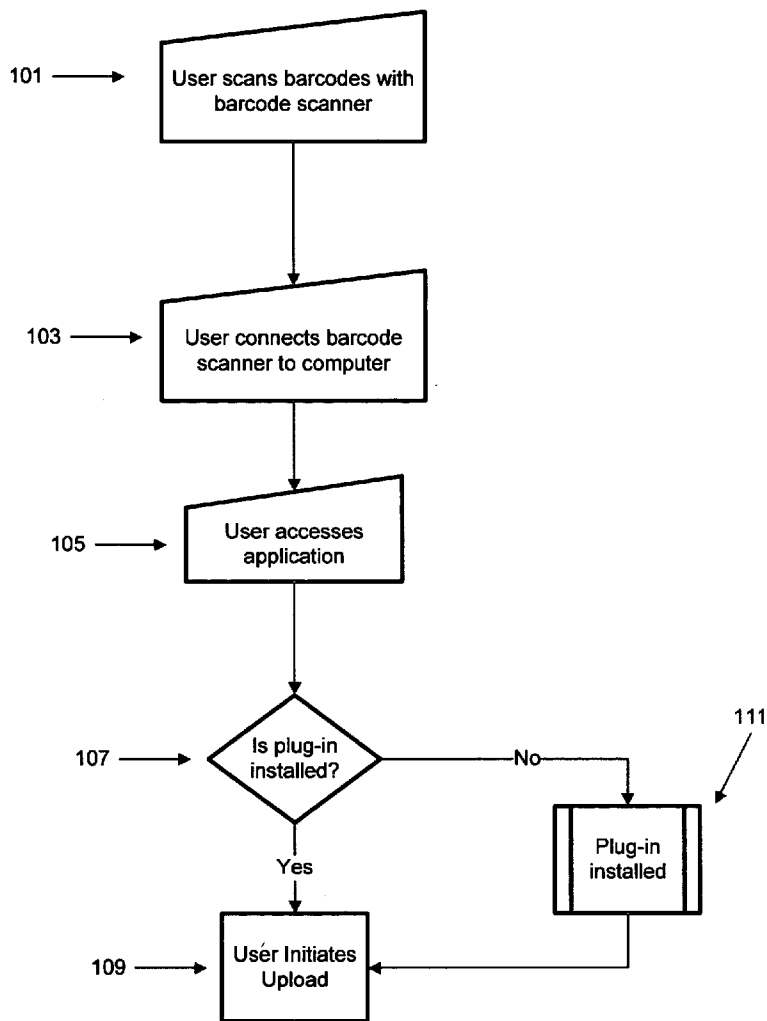 101
User scans barcodes with
barcode scanner
103
User connects barcode
scanner to computer
105
User accesses
application
107
Is plug-in
installed?
No
111
Plug-in
installed
Yes
109
User Initiates
Upload